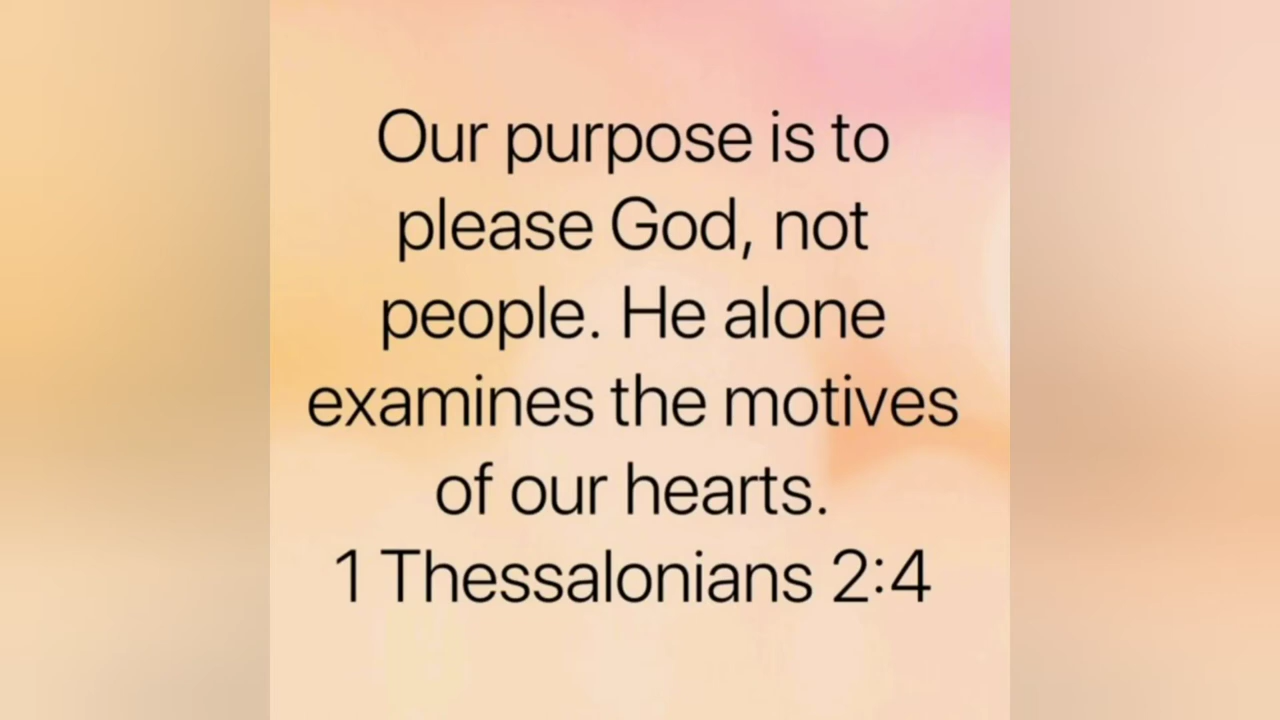 Our purpose is to
please God, not
people. He alone
examines the motives
of our hearts.
1 Thessalonians 2:4